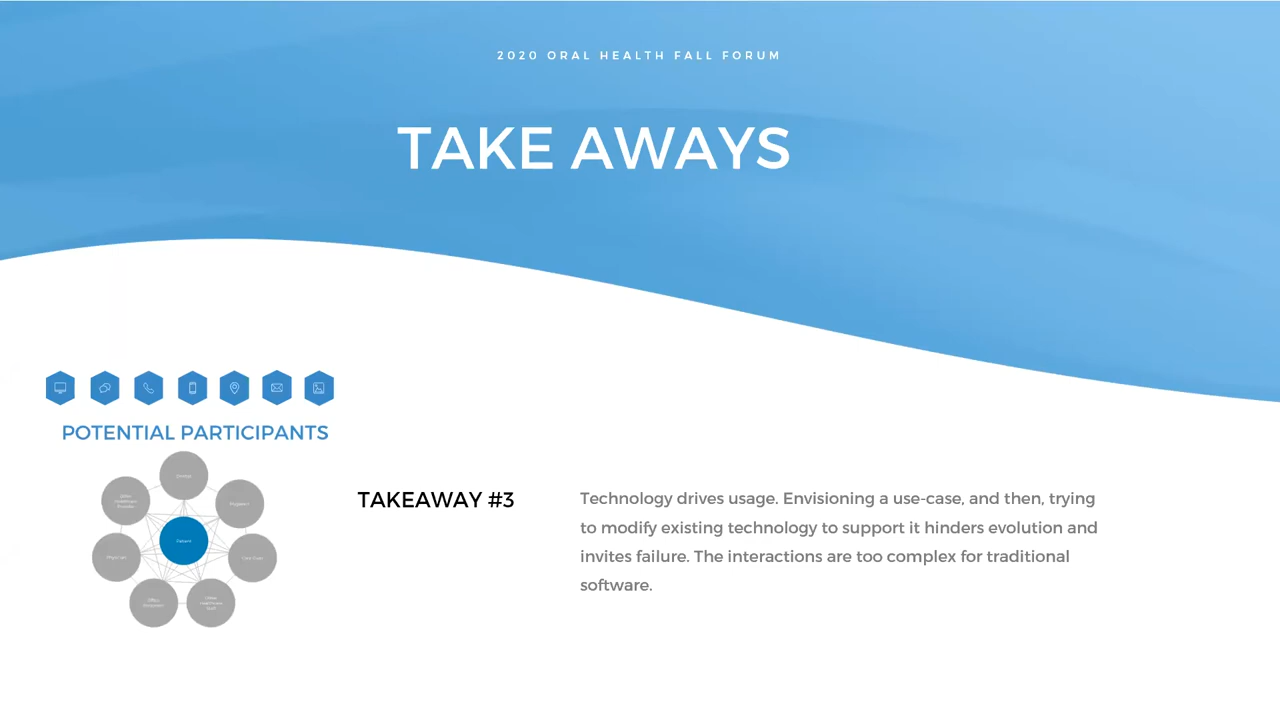 2020 ORAL HEALTH FALL FORUM
TAKE AWAYS
POTENTIAL PARTICIPANTS
Patient
TAKEAWAY #3
Technology drives usage. Envisioning a use-case, and then, trying
to modify existing technology to support it hinders evolution and
invites failure. The interactions are too complex for traditional
software.